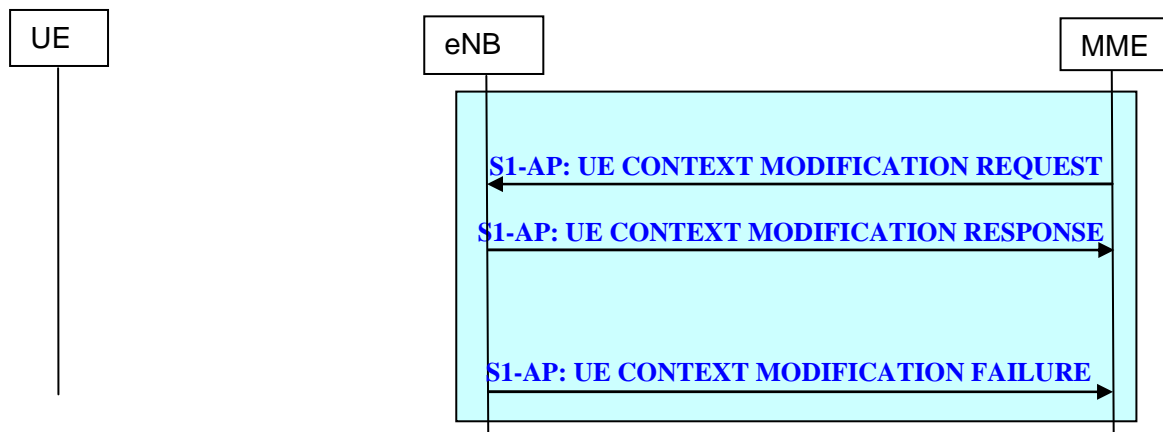 UE
eNB
MME
S1-AP: UE CONTEXT MODIFICATION REQUEST
S1-AP: UE CONTEXT MODIFICATION RESPONSE
S1-AP: UE CONTEXT MODIFICATION FAILURE